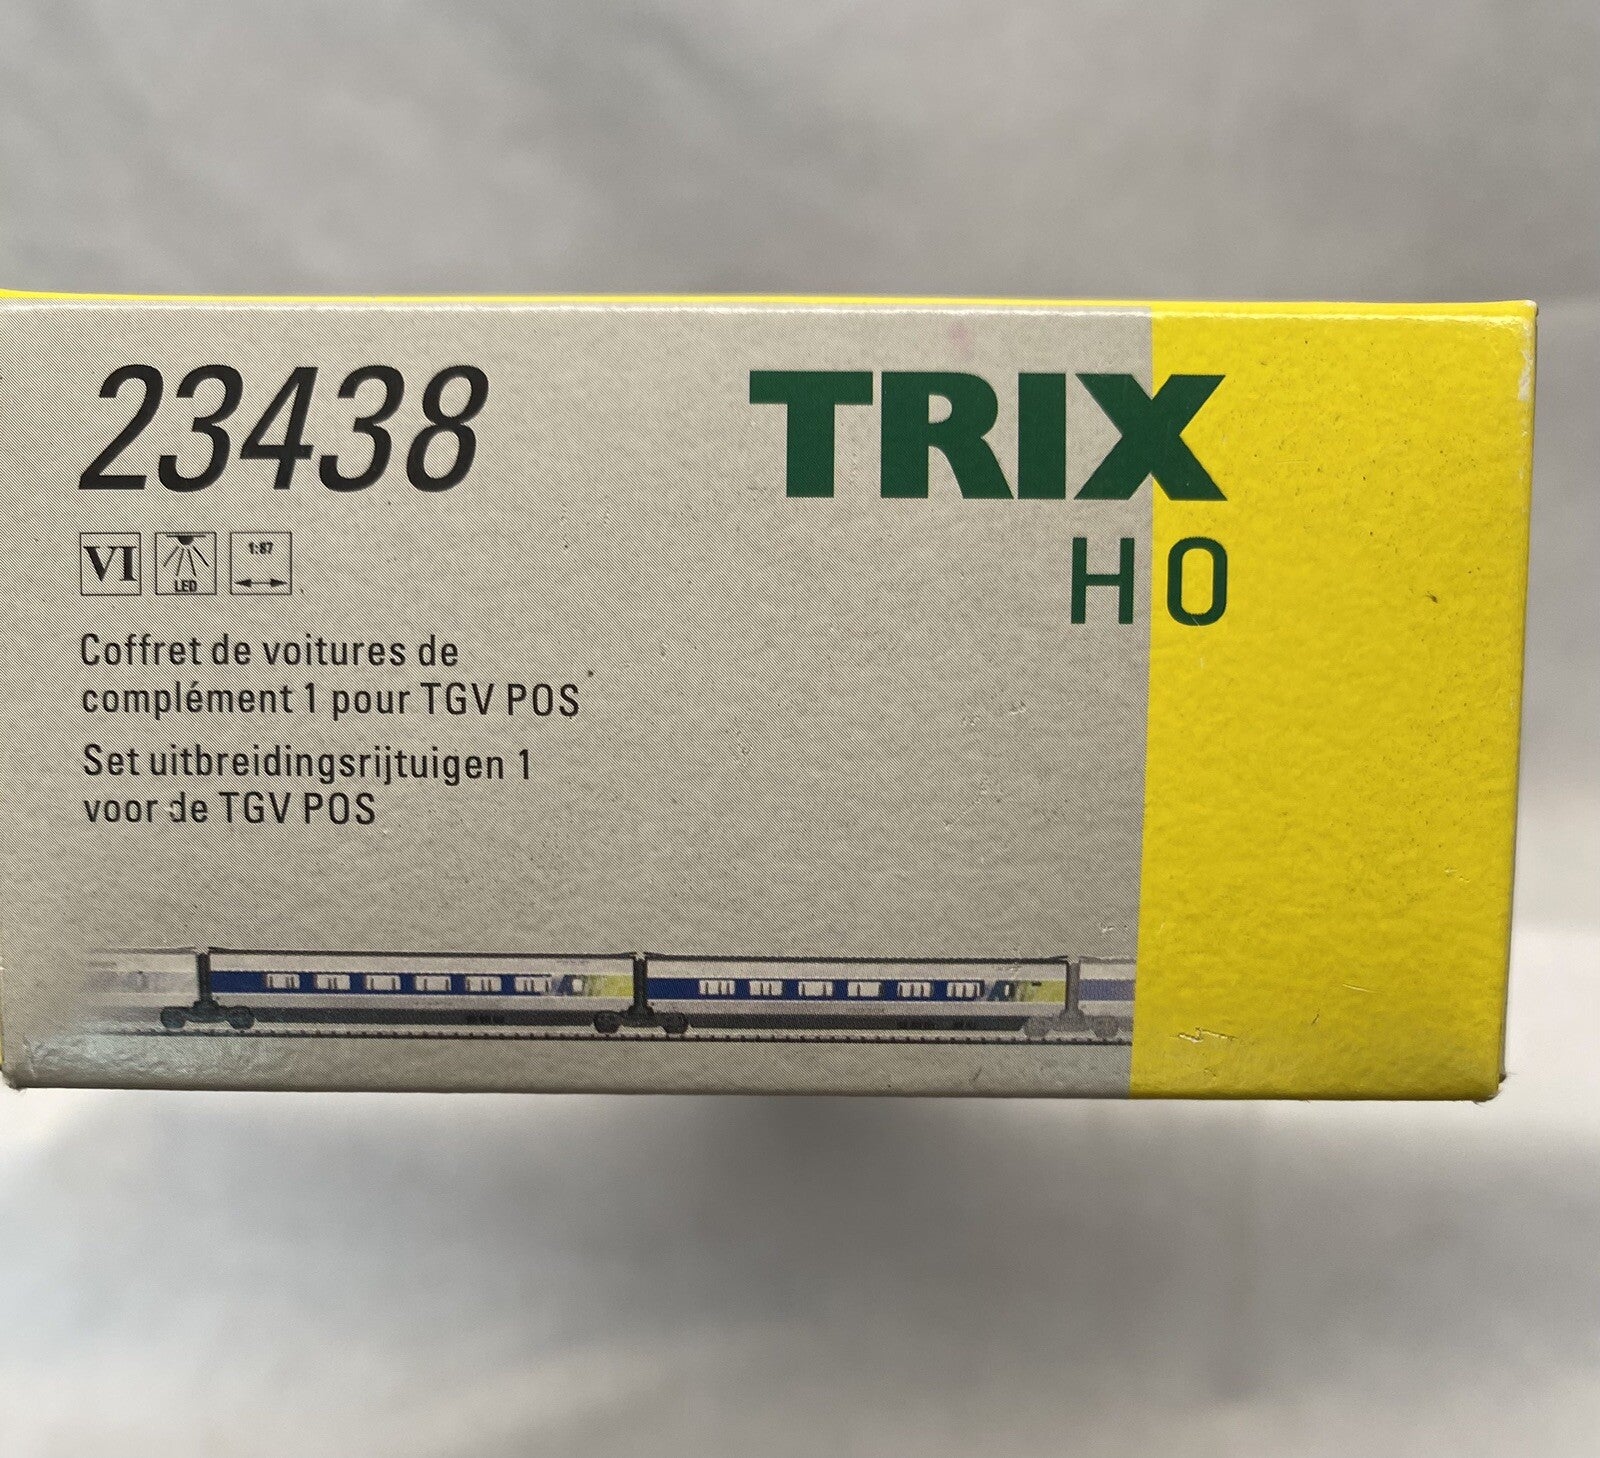 23438
TRIX
H0
VI
LED
1:87
Coffret de voitures de
complément 1 pour TGV POS
Set uitbreidingsrijtuigen 1
voor de TGV POS